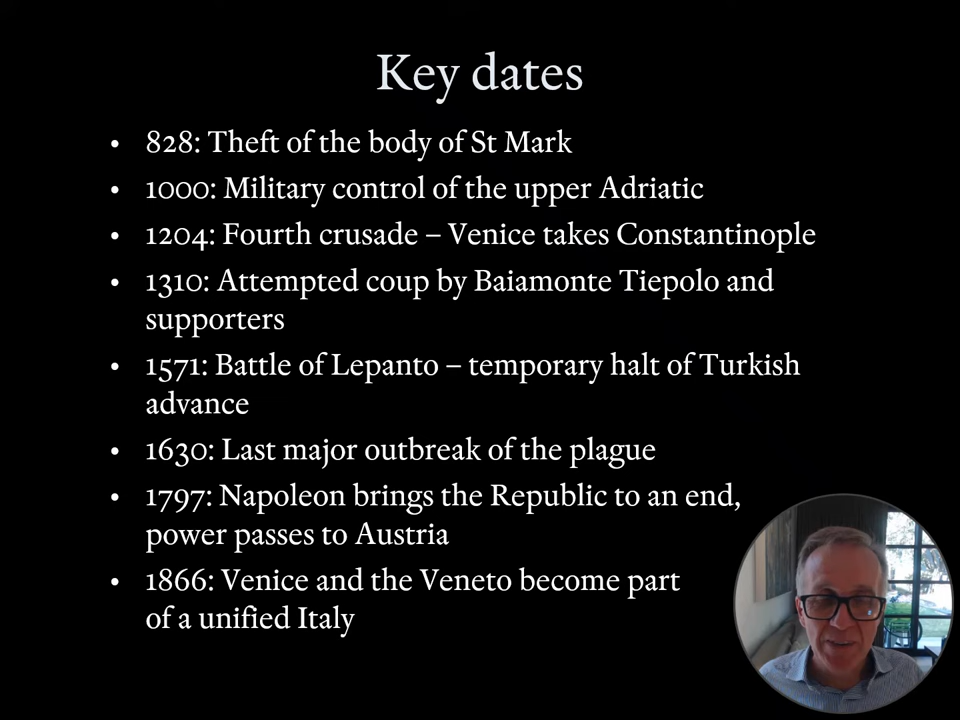 Key dates
• 828: Theft of the body of St Mark
• 1000: Military control of the upper Adriatic
• 1204: Fourth crusade – Venice takes Constantinople
• 1310: Attempted coup by Baiamonte Tiepolo and
supporters
• 1571: Battle of Lepanto – temporary halt of Turkish
advance
• 1630: Last major outbreak of the plague
• 1797: Napoleon brings the Republic to an end,
power passes to Austria
• 1866: Venice and the Veneto become part
of a unified Italy